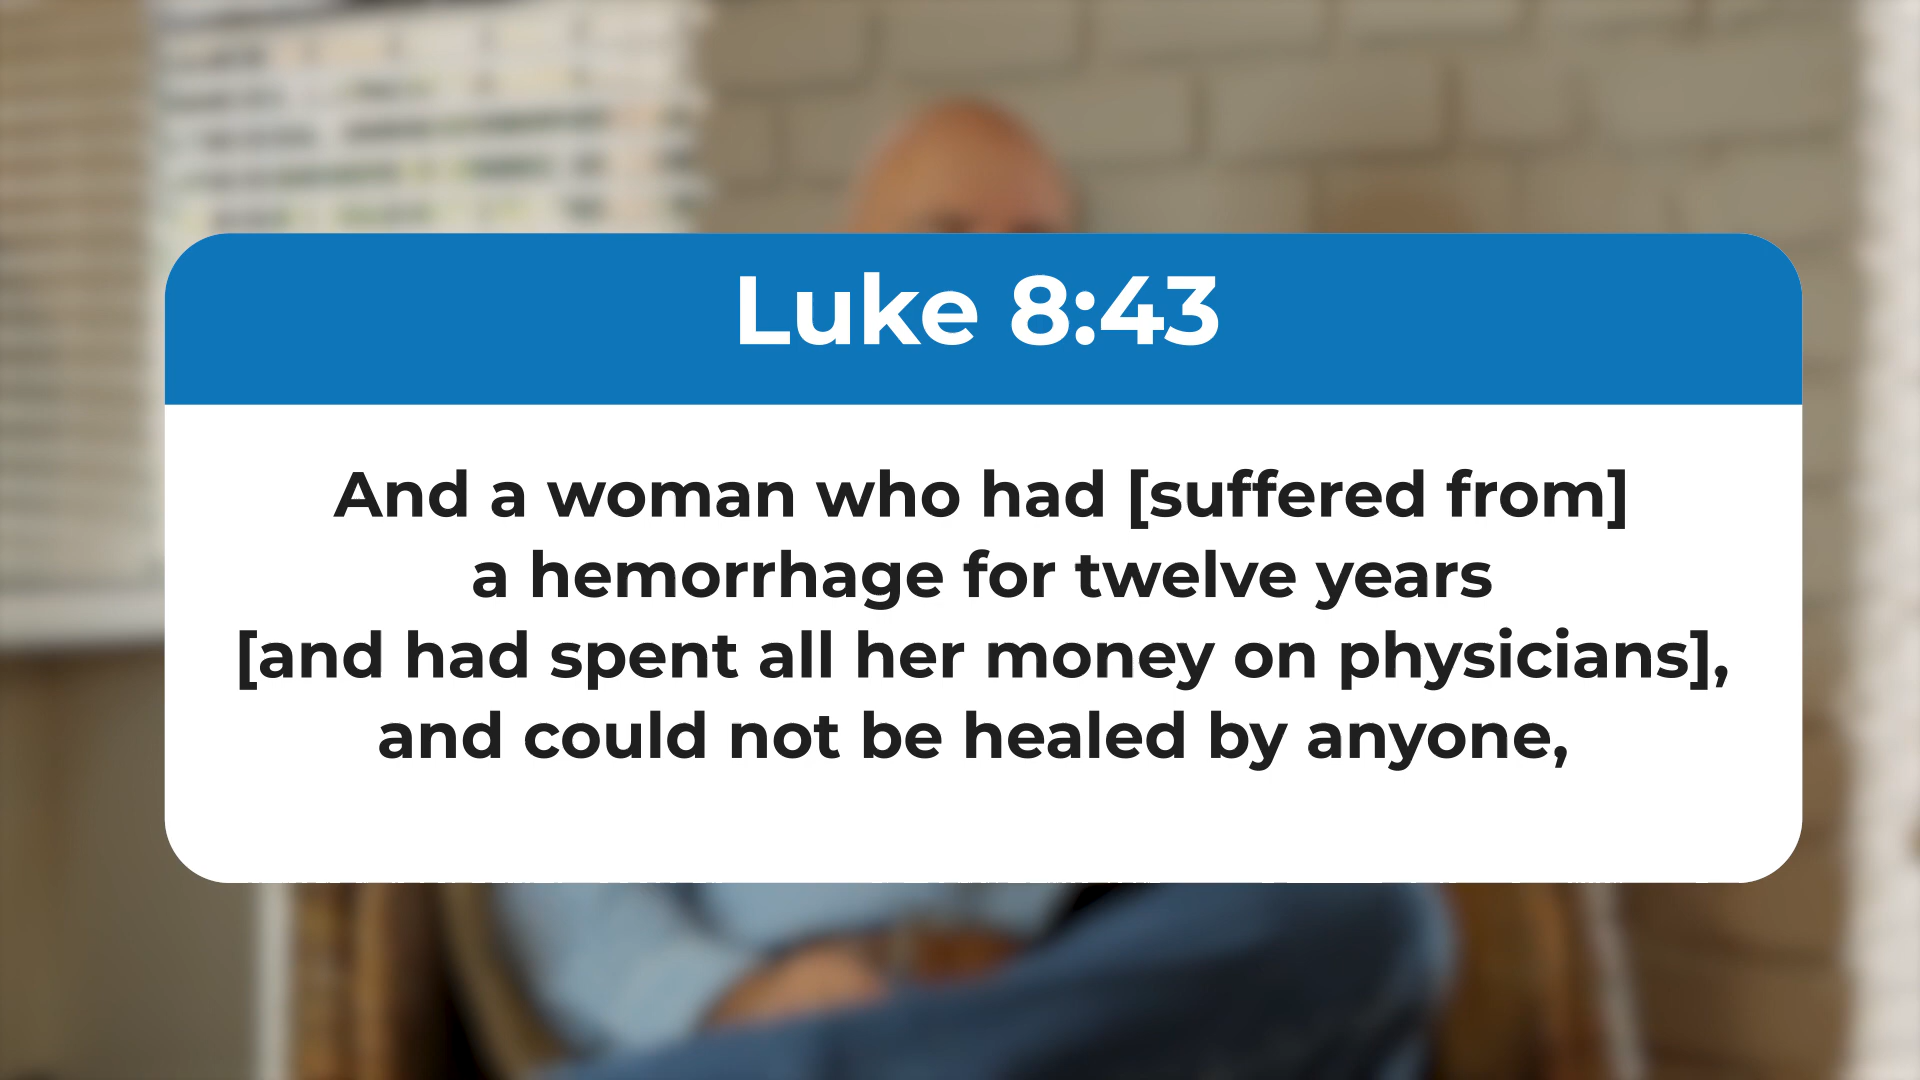 Luke 8:43
And a woman who had [suffered from]
a hemorrhage for twelve years
[and had spent all her money on physicians],
and could not be healed by anyone,